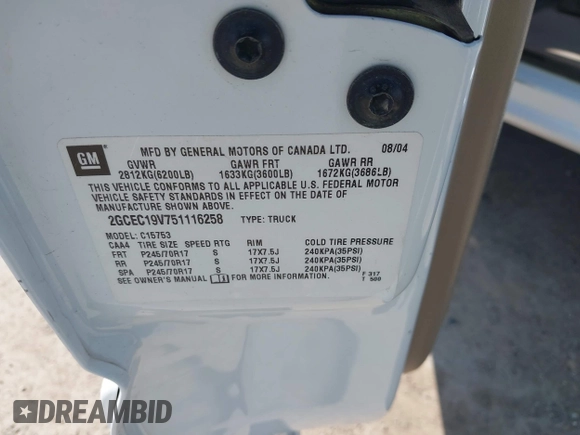 GM
MFD BY GENERAL MOTORS OF CANADA LTD. 08/04
GVWR GAWR FRT GAWR RR
2812KG(6200LB) 1633KG(3600LB) 1672KG(3686LB)
THIS VEHICLE CONFORMS TO ALL APPLICABLE U.S. FEDERAL MOTOR
VEHICLE SAFETY STANDARDS IN EFFECT ON THE DATE OF
MANUFACTURE SHOWN ABOVE.
2GCEC19V751116258 TYPE: TRUCK
MODEL: C15753
CAA4 TIRE SIZE SPEED RTG RIM COLD TIRE PRESSURE
FRT P245/70R17 S 17X7.5J 240KPA(35PSI)
RR P245/70R17 S 17X7.5J 240KPA(35PSI)
SPA P245/70R17 S 17X7.5J 240KPA(35PSI)
SEE OWNER'S MANUAL FOR MORE INFORMATION.
F 317
T 500
DREAMBID